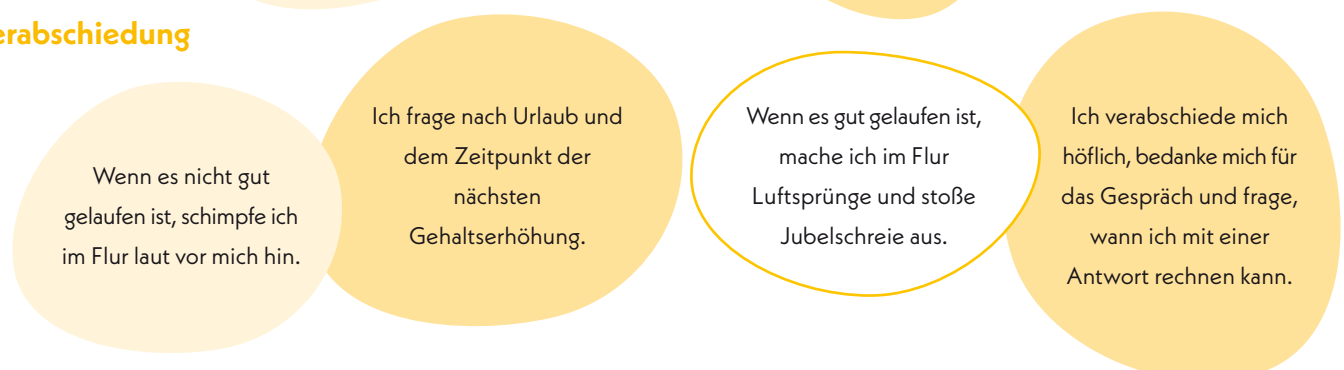 erabschiedung
Wenn es nicht gut
gelaufen ist, schimpfe ich
im Flur laut vor mich hin.
Ich frage nach Urlaub und
dem Zeitpunkt der
nächsten
Gehaltserhöhung.
Wenn es gut gelaufen ist,
mache ich im Flur
Luftsprünge und stoße
Jubelschreie aus.
Ich verabschiede mich
höflich, bedanke mich für
das Gespräch und frage,
wann ich mit einer
Antwort rechnen kann.